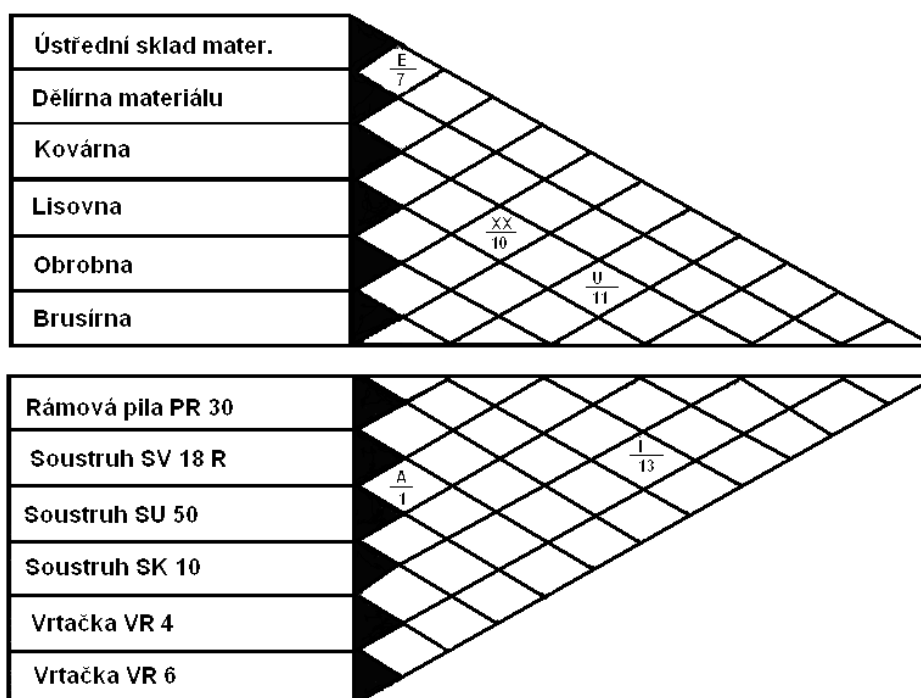 Ústřední sklad mater.
E
7
Dělírna materiálu
Kovárna
Lisovna
XX
10
Obrobna
U
11
Brusírna
Rámová pila PR 30
Soustruh SV 18 R
I
13
A
1
Soustruh SU 50
Soustruh SK 10
Vrtačka VR 4
Vrtačka VR 6